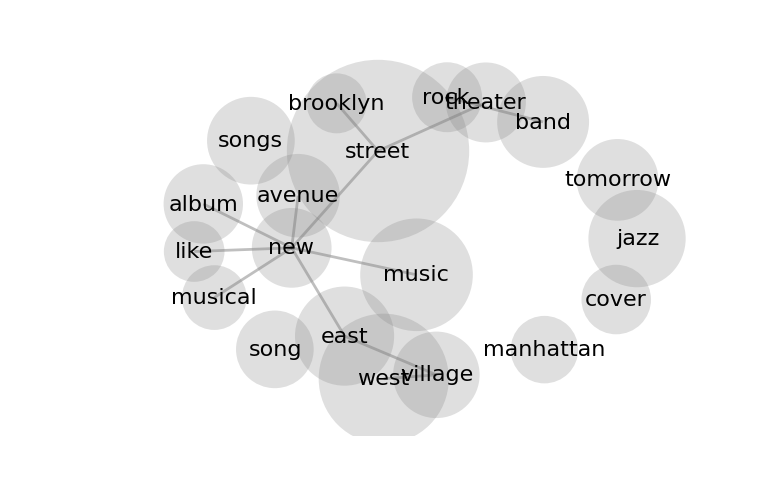 brooklyn
rock
theater
band
songs
street
tomorrow
avenue
album
jazz
new
like
music
musical
cover
east
song
manhattan
west
village